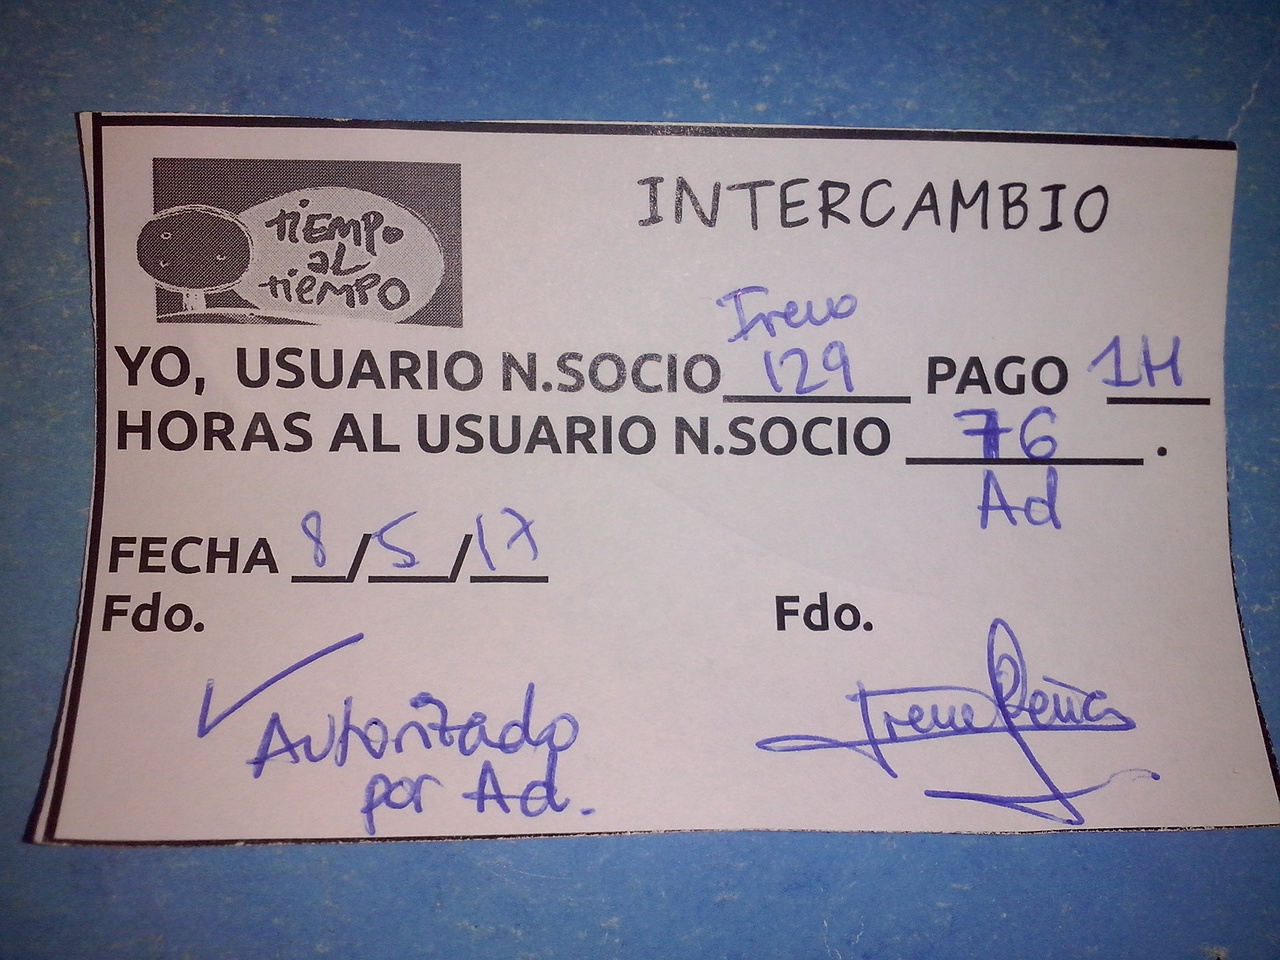 tiEMPo
aL
tiEMPO
INTERCAMBIO
Irene
YO, USUARIO N.SOCIO 129 PAGO 1H
HORAS AL USUARIO N.SOCIO 76.
Ad
FECHA 8/5/17
Fdo. Fdo.
Autorizado
por Ad.
Irene Peña